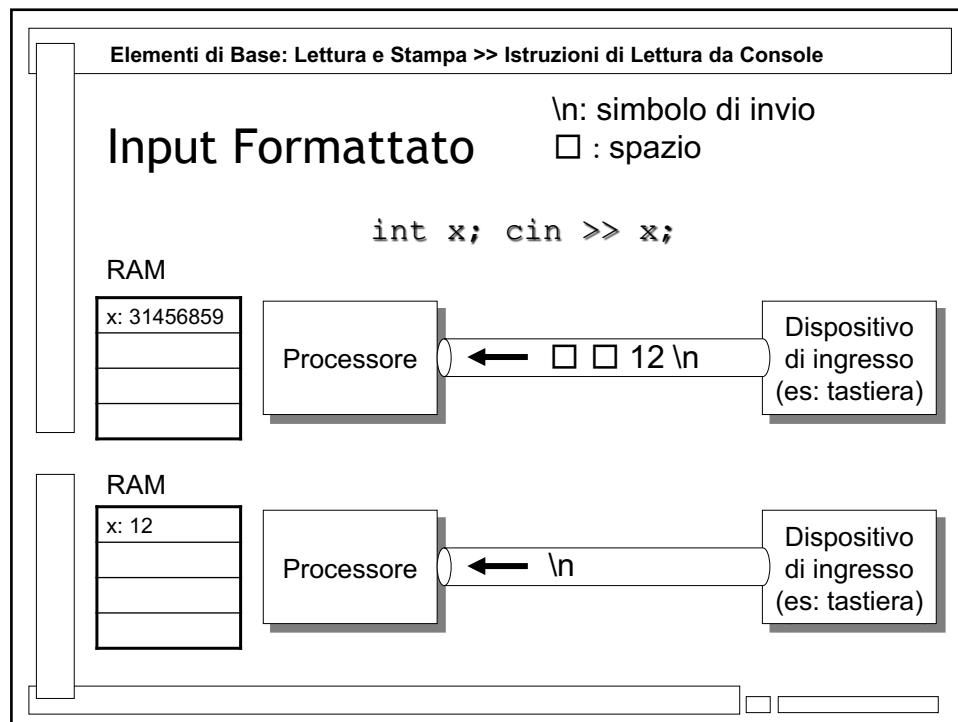 Elementi di Base: Lettura e Stampa >> Istruzioni di Lettura da Console
Input Formattato
\n: simbolo di invio
□ : spazio
int x; cin >> x;
RAM
x: 31456859
Processore
□ □ 12 \n
Dispositivo
di ingresso
(es: tastiera)
RAM
x: 12
Processore
\n
Dispositivo
di ingresso
(es: tastiera)